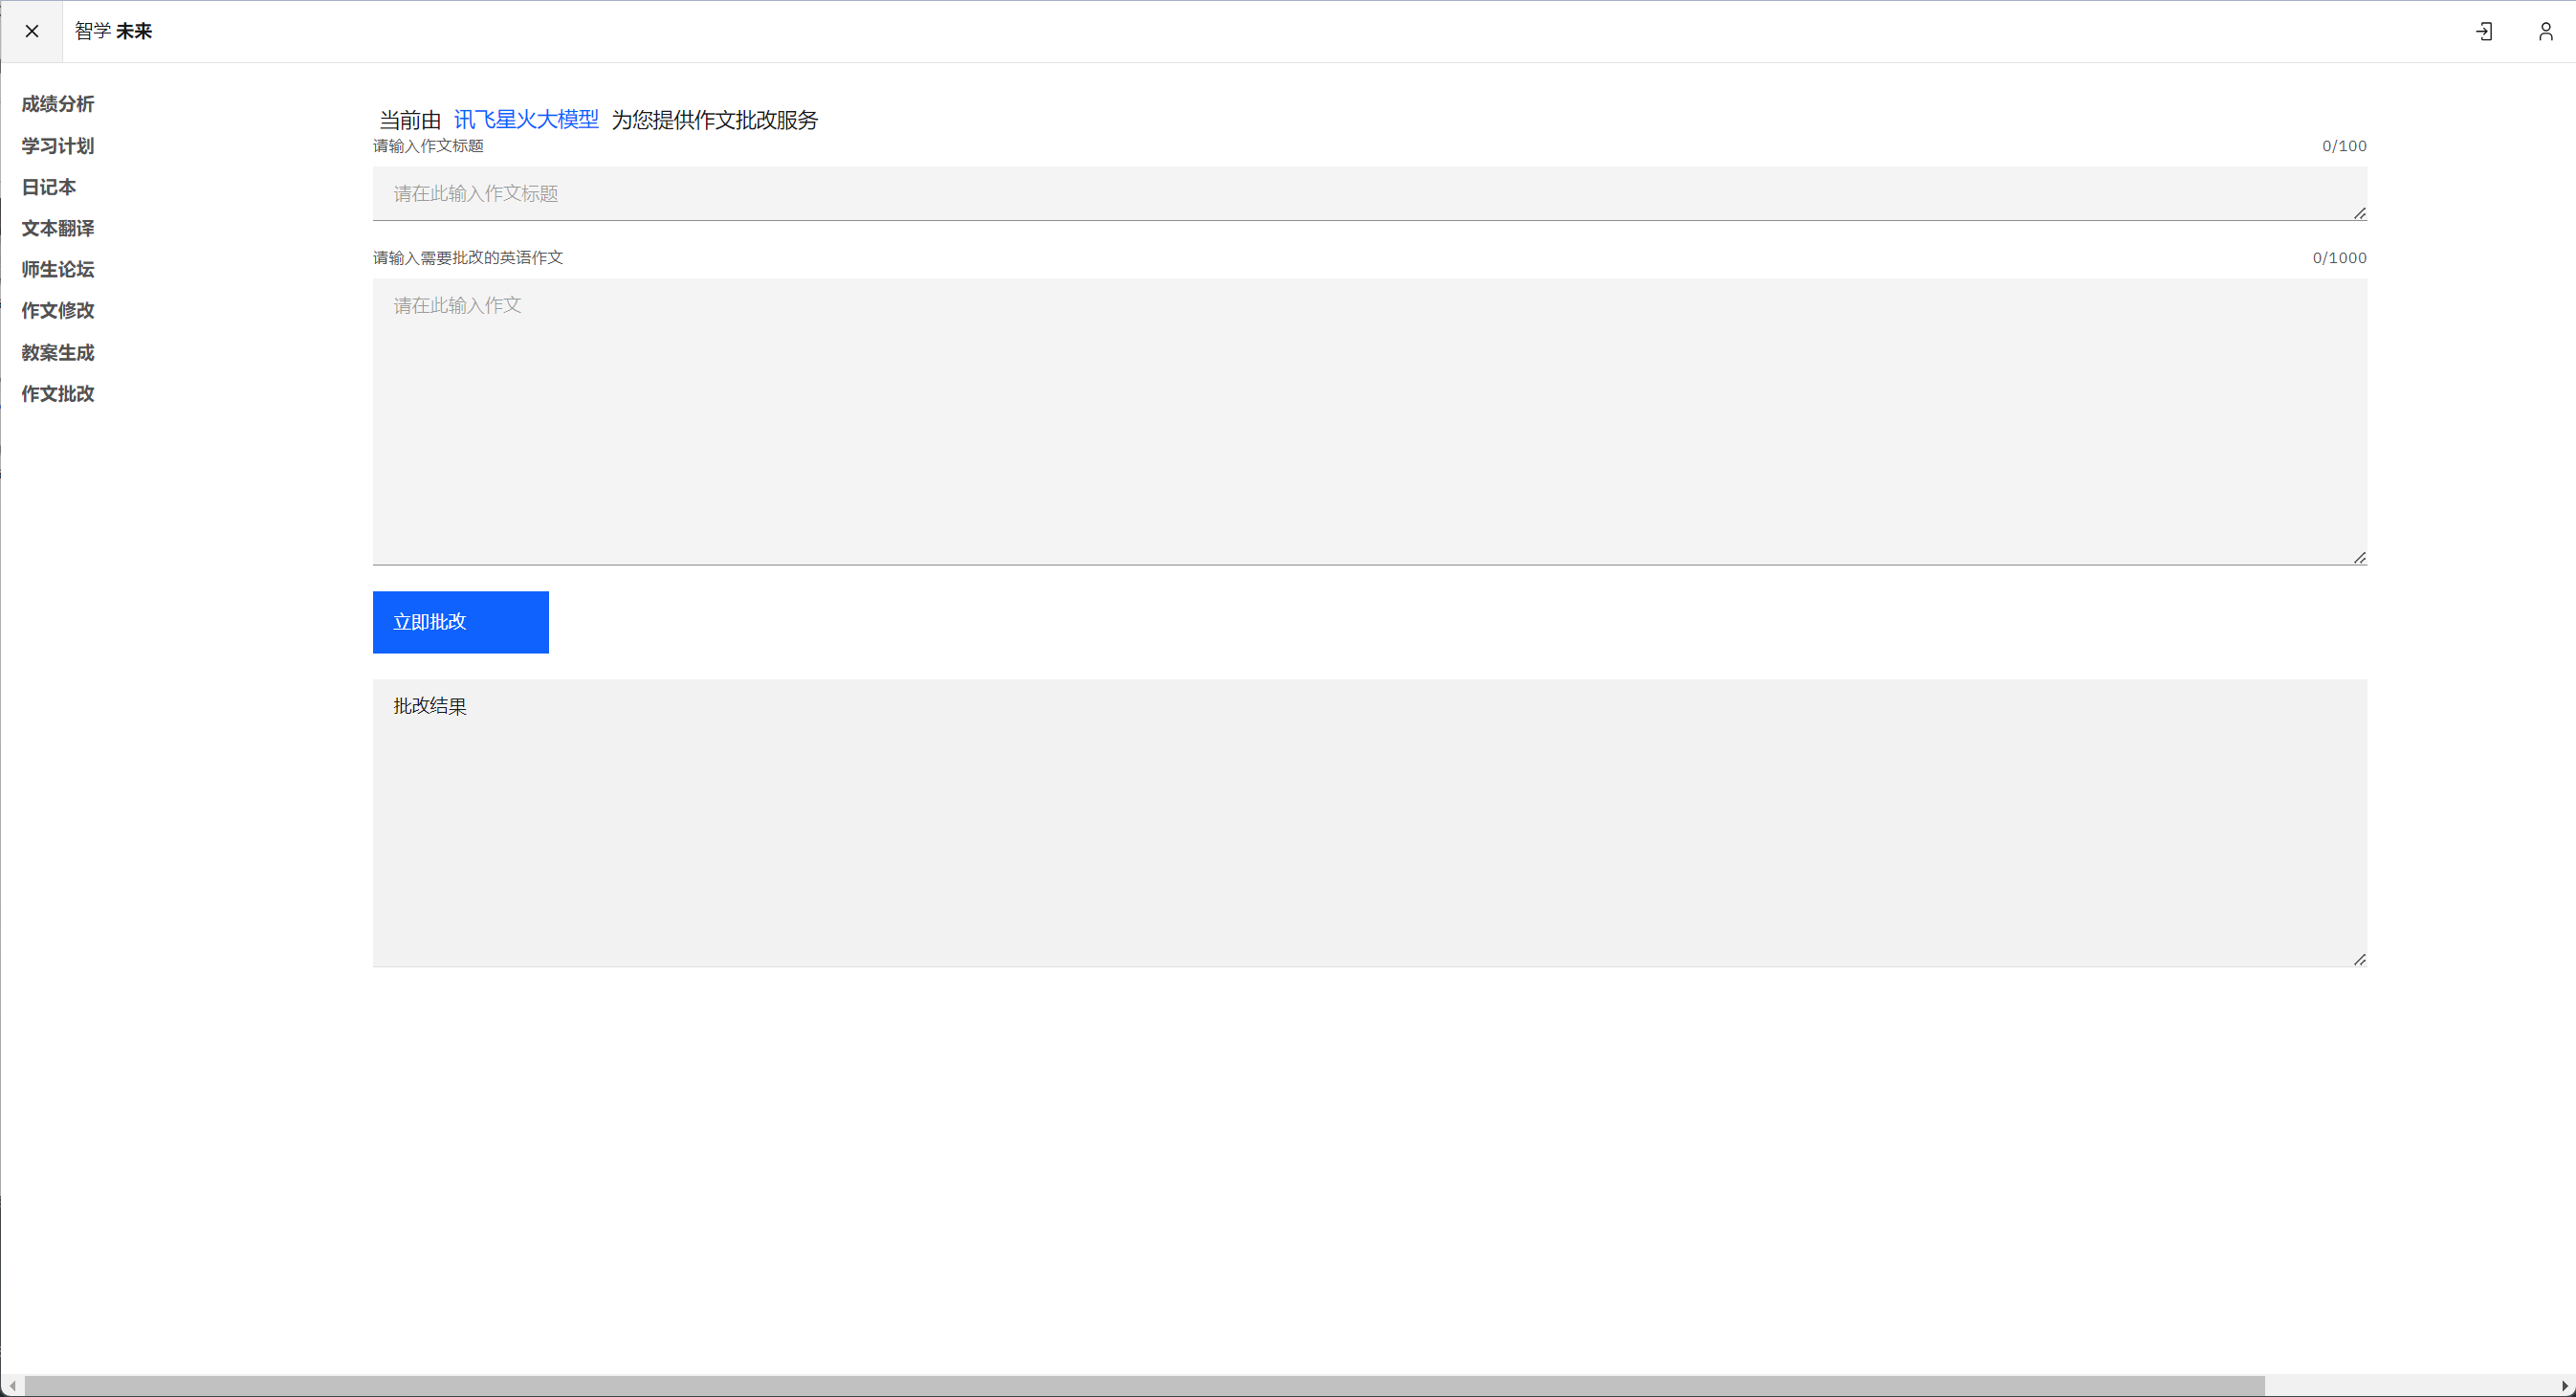 智学 未来
成绩分析
学习计划
日记本
文本翻译
师生论坛
作文修改
教案生成
作文批改
当前由 讯飞星火大模型 为您提供作文批改服务
请输入作文标题 0/100
请在此输入作文标题
请输入需要批改的英语作文 0/1000
请在此输入作文
立即批改
批改结果